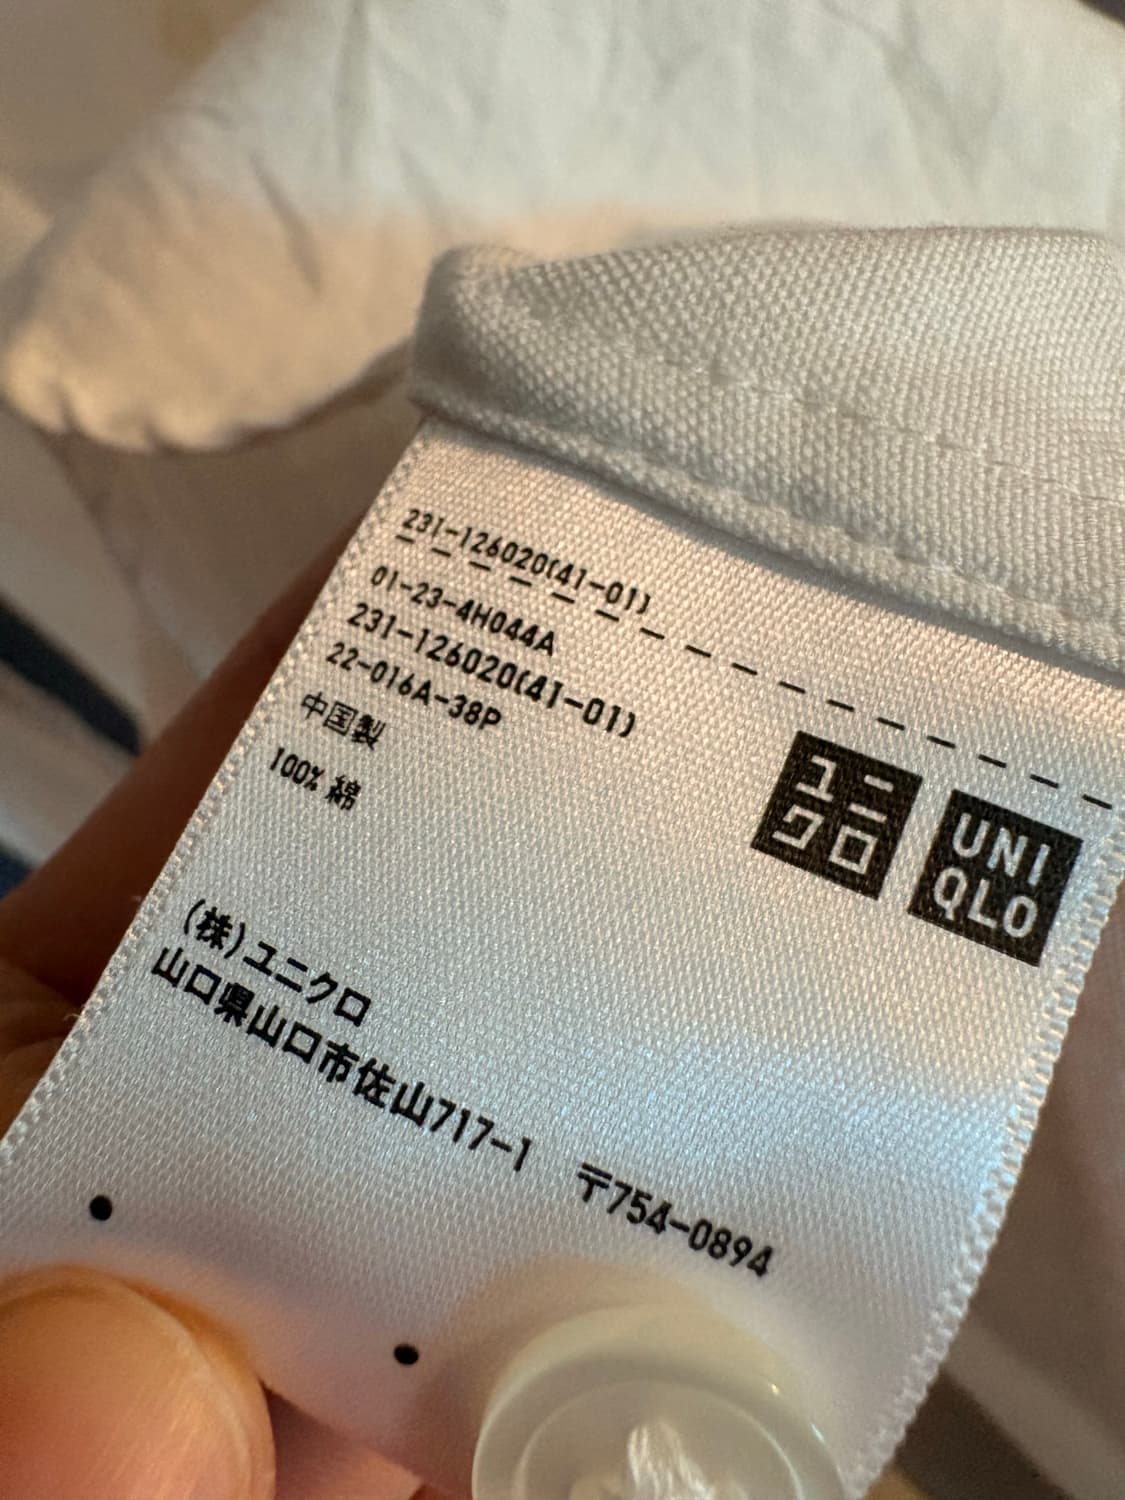 231-126020(41-01)
01-23-4H044A
231-126020(41-01)
22-016A-38P
中国製
100% 綿
ユニ
クロ
UNI
QLO
(株)ユニクロ
山口県山口市佐山717-1 〒754-0894